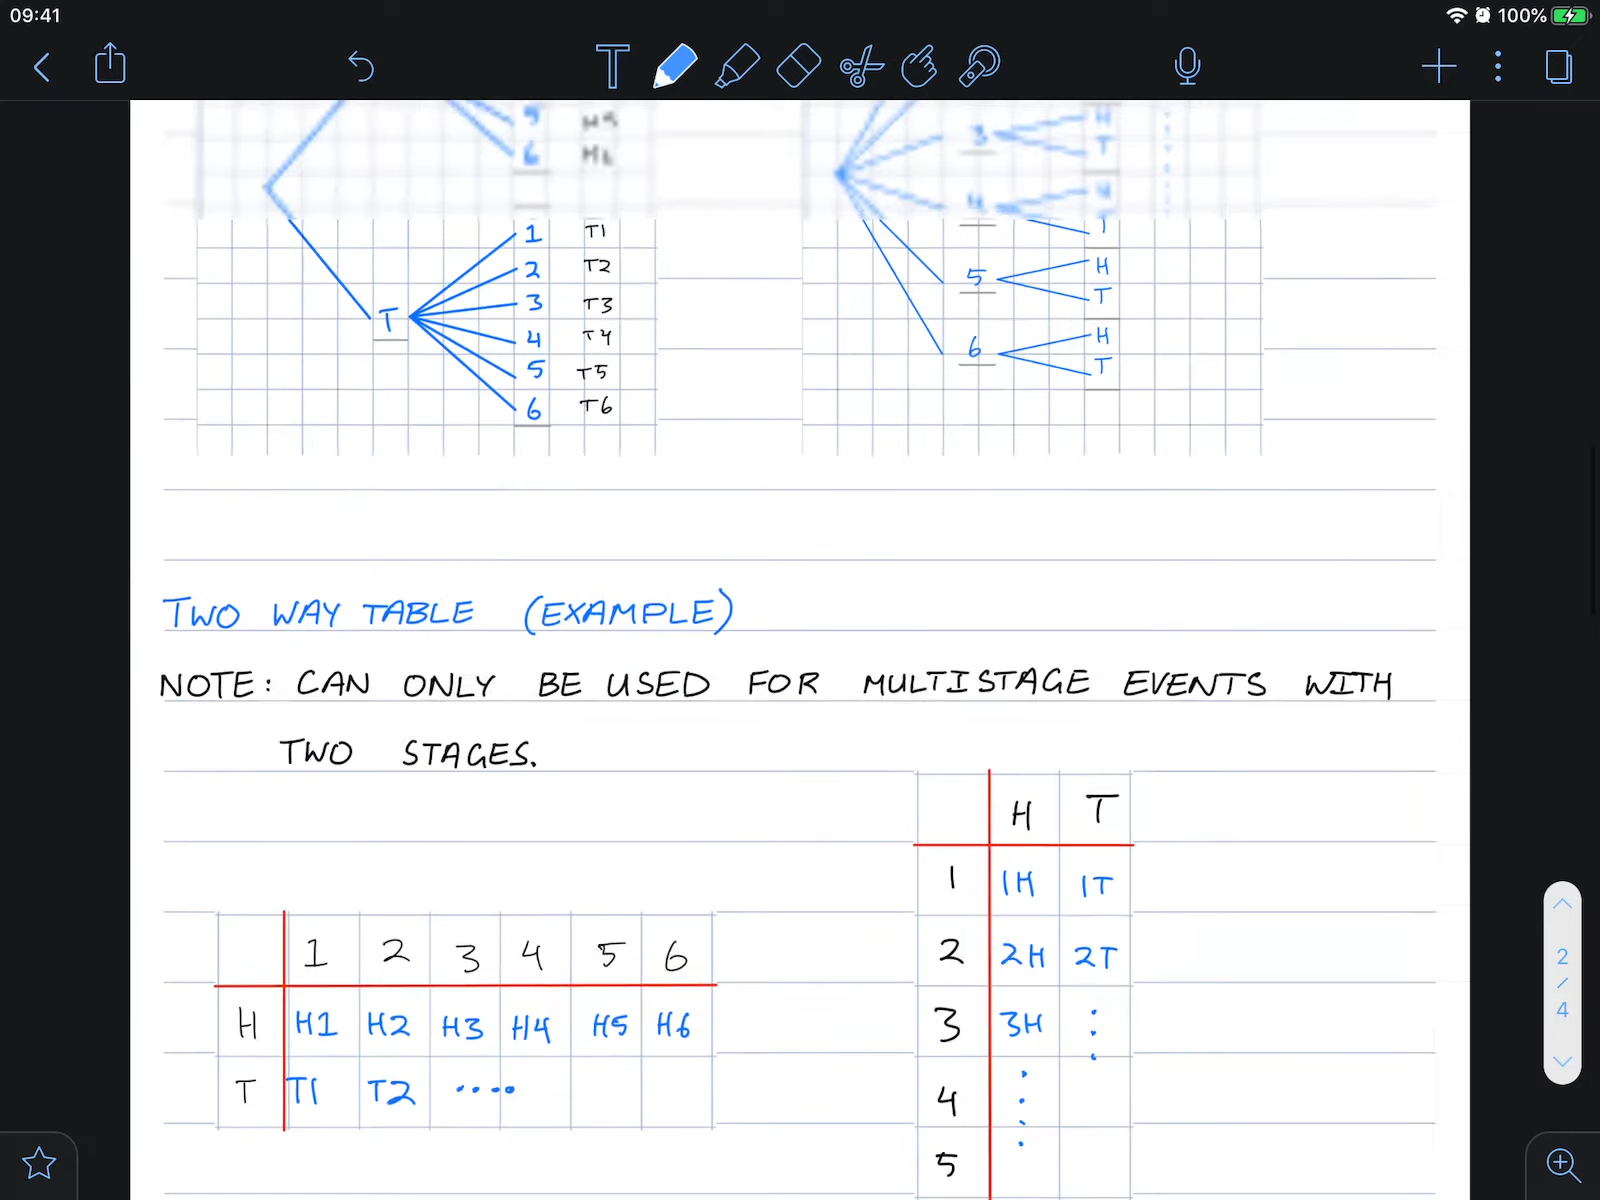 09:41
100%
5 H5
6 H6
1 T1
2 T2
T 3 T3
4 T4
5 T5
6 T6
3 H
T
4 H
T
5 H
T
6 H
T
TWO WAY TABLE (EXAMPLE)
NOTE: CAN ONLY BE USED FOR MULTISTAGE EVENTS WITH
TWO STAGES.
1 2 3 4 5 6
H H1 H2 H3 H4 H5 H6
T T1 T2 ....
H T
1 1H 1T
2 2H 2T
3 3H
4
5
2
/
4